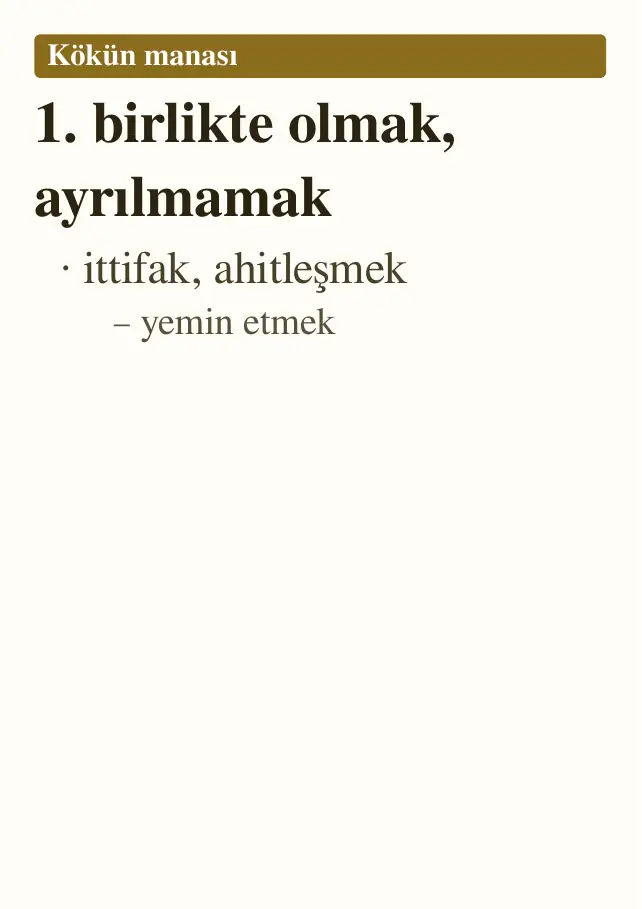 Kökün manası
1. birlikte olmak,
ayrılmamak
· ittifak, ahitleşmek
– yemin etmek